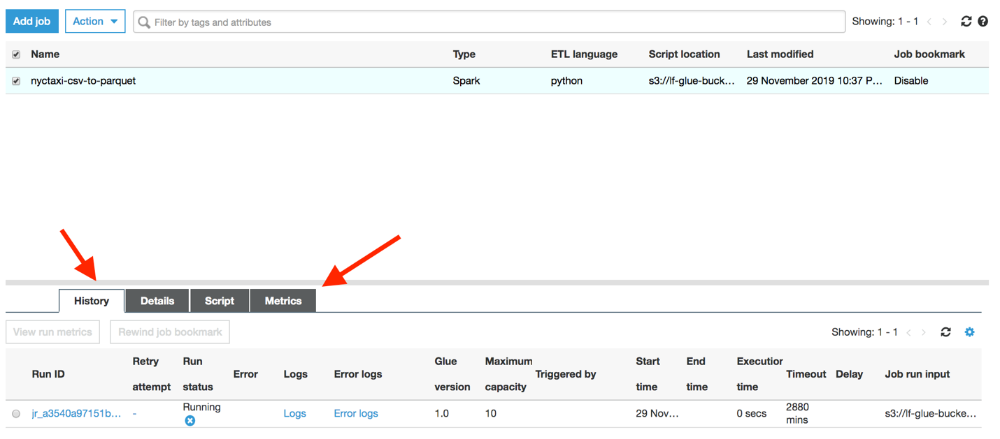 Add job Action Filter by tags and attributes Showing: 1 - 1
Name Type ETL language Script location Last modified Job bookmark
nyctaxi-csv-to-parquet Spark python s3://lf-glue-buck... 29 November 2019 10:37 P... Disable
History Details Script Metrics
View run metrics Rewind job bookmark Showing: 1 - 1
Run ID Retry attempt Run status Error Logs Error logs Glue version Maximum capacity Triggered by Start time End time Execution time Timeout Delay Job run input
jr_a3540a97151b... - Running Logs Error logs 1.0 10 29 Nov... 0 secs 2880 mins s3://lf-glue-bucke...